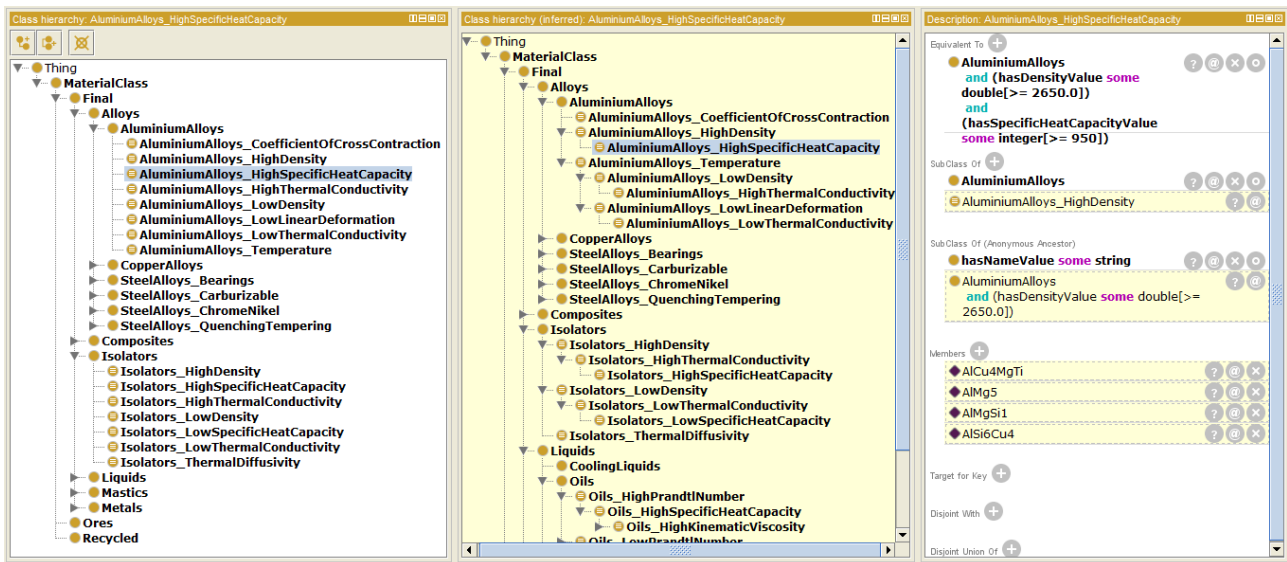 Class hierarchy: AluminiumAlloys_HighSpecificHeatCapacity
Thing
MaterialClass
Final
Alloys
AluminiumAlloys
AluminiumAlloys_CoefficientOfCrossContraction
AluminiumAlloys_HighDensity
AluminiumAlloys_HighSpecificHeatCapacity
AluminiumAlloys_HighThermalConductivity
AluminiumAlloys_LowDensity
AluminiumAlloys_LowLinearDeformation
AluminiumAlloys_LowThermalConductivity
AluminiumAlloys_Temperature
CopperAlloys
SteelAlloys_Bearings
SteelAlloys_Carburizable
SteelAlloys_ChromeNikel
SteelAlloys_QuenchingTempering
Composites
Isolators
Isolators_HighDensity
Isolators_HighSpecificHeatCapacity
Isolators_HighThermalConductivity
Isolators_LowDensity
Isolators_LowSpecificHeatCapacity
Isolators_LowThermalConductivity
Isolators_ThermalDiffusivity
Liquids
Mastics
Metals
Ores
Recycled
Class hierarchy (inferred): AluminiumAlloys_HighSpecificHeatCapacity
Thing
MaterialClass
Final
Alloys
AluminiumAlloys
AluminiumAlloys_CoefficientOfCrossContraction
AluminiumAlloys_HighDensity
AluminiumAlloys_HighSpecificHeatCapacity
AluminiumAlloys_Temperature
AluminiumAlloys_LowDensity
AluminiumAlloys_HighThermalConductivity
AluminiumAlloys_LowLinearDeformation
AluminiumAlloys_LowThermalConductivity
CopperAlloys
SteelAlloys_Bearings
SteelAlloys_Carburizable
SteelAlloys_ChromeNikel
SteelAlloys_QuenchingTempering
Composites
Isolators
Isolators_HighDensity
Isolators_HighThermalConductivity
Isolators_HighSpecificHeatCapacity
Isolators_LowDensity
Isolators_LowThermalConductivity
Isolators_LowSpecificHeatCapacity
Isolators_ThermalDiffusivity
Liquids
CoolingLiquids
Oils
Oils_HighPrandtlNumber
Oils_HighSpecificHeatCapacity
Oils_HighKinematicViscosity
Oils_LowPrandtlNumber
Description: AluminiumAlloys_HighSpecificHeatCapacity
Equivalent To
AluminiumAlloys
and (hasDensityValue some
double[>= 2650.0])
and
(hasSpecificHeatCapacityValue
some integer[>= 950])
SubClass Of
AluminiumAlloys
AluminiumAlloys_HighDensity
SubClass Of (Anonymous Ancestor)
hasNameValue some string
AluminiumAlloys
and (hasDensityValue some double[>=
2650.0])
Members
AlCu4MgTi
AlMg5
AlMgSi1
AlSi6Cu4
Target for Key
Disjoint With
Disjoint Union Of